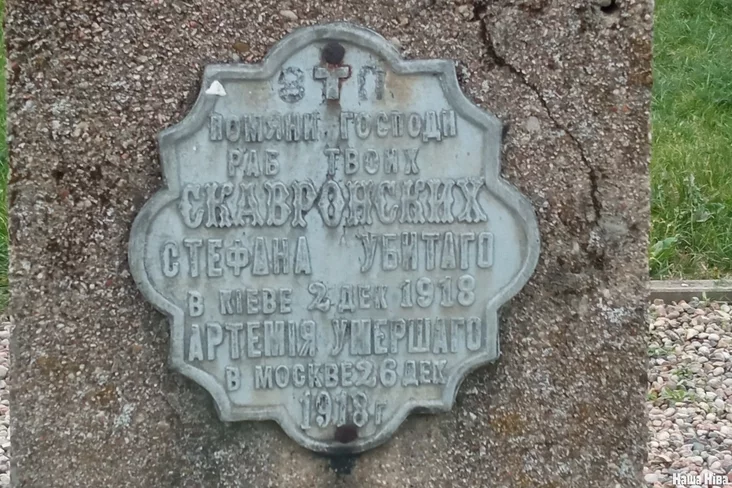 З † П
ПОМЯНИ ГОСПОДИ
РАБ ТВОИХ
СКАВРОНСКИХ
СТЕФАНА УБИТАГО
В КІЕВЕ 2 ДЕК 1918
АРТЕМІЯ УМЕРШАГО
В МОСКВЕ 26 ДЕК
1918 г
Наша Ніва